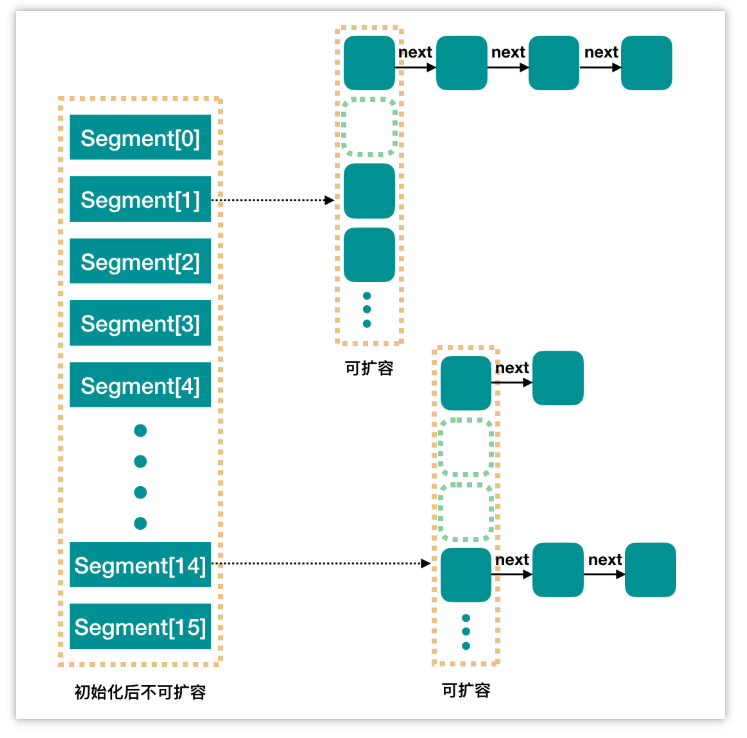 next next next
Segment[0]
Segment[1]
Segment[2]
Segment[3]
Segment[4]
可扩容
next
next next
Segment[14]
Segment[15]
初始化后不可扩容
可扩容